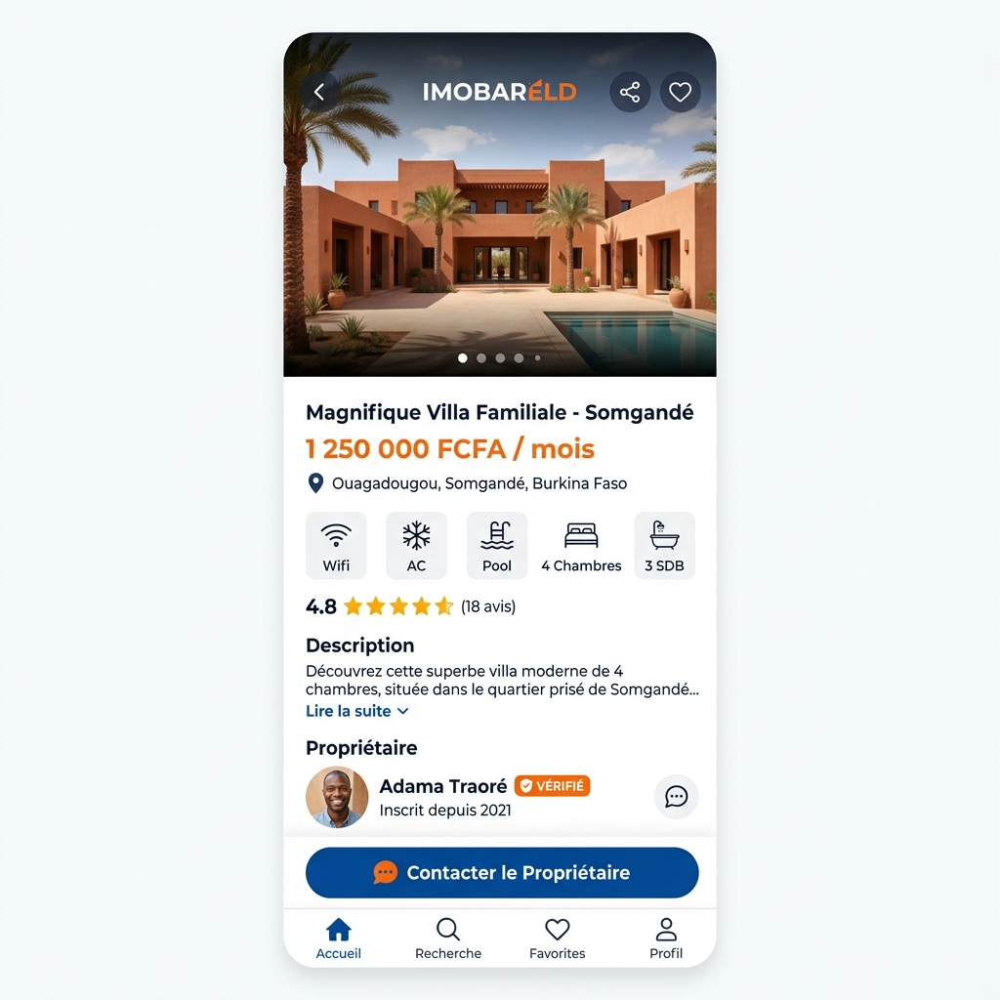 IMOBARÉLD
Magnifique Villa Familiale - Somgandé
1 250 000 FCFA / mois
Ouagadougou, Somgandé, Burkina Faso
Wifi
AC
Pool
4 Chambres
3 SDB
4.8 (18 avis)
Description
Découvrez cette superbe villa moderne de 4
chambres, située dans le quartier prisé de Somgandé...
Lire la suite
Propriétaire
Adama Traoré VÉRIFIÉ
Inscrit depuis 2021
Contacter le Propriétaire
Accueil
Recherche
Favorites
Profil